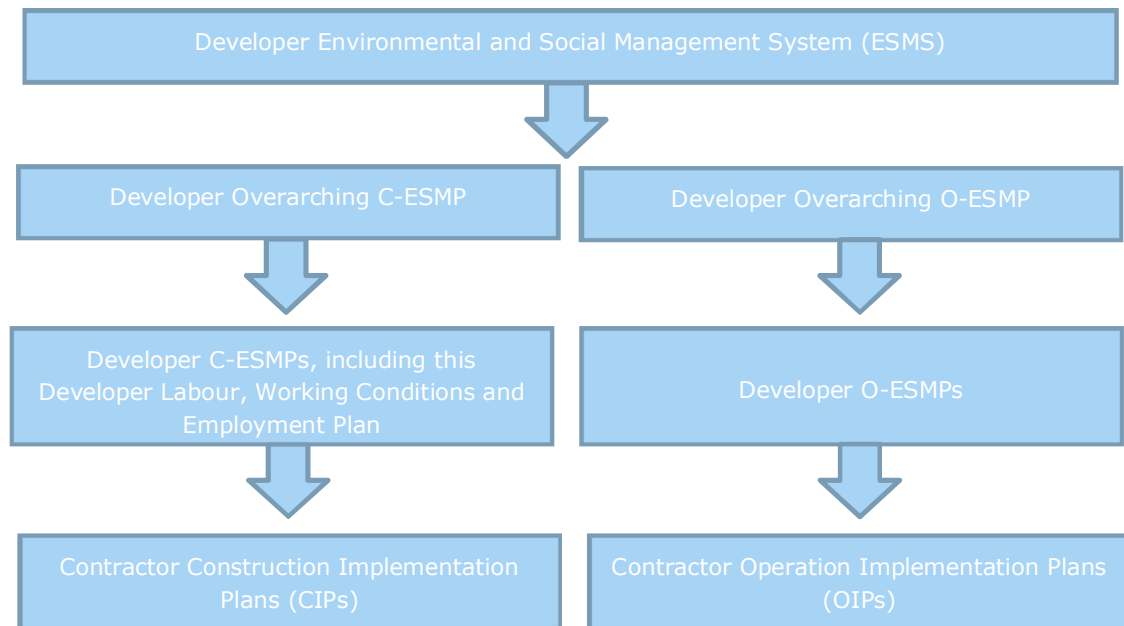 Developer Environmental and Social Management System (ESMS)
Developer Overarching C-ESMP
Developer Overarching O-ESMP
Developer C-ESMPs, including this
Developer Labour, Working Conditions and
Employment Plan
Developer O-ESMPs
Contractor Construction Implementation
Plans (CIPs)
Contractor Operation Implementation Plans
(OIPs)